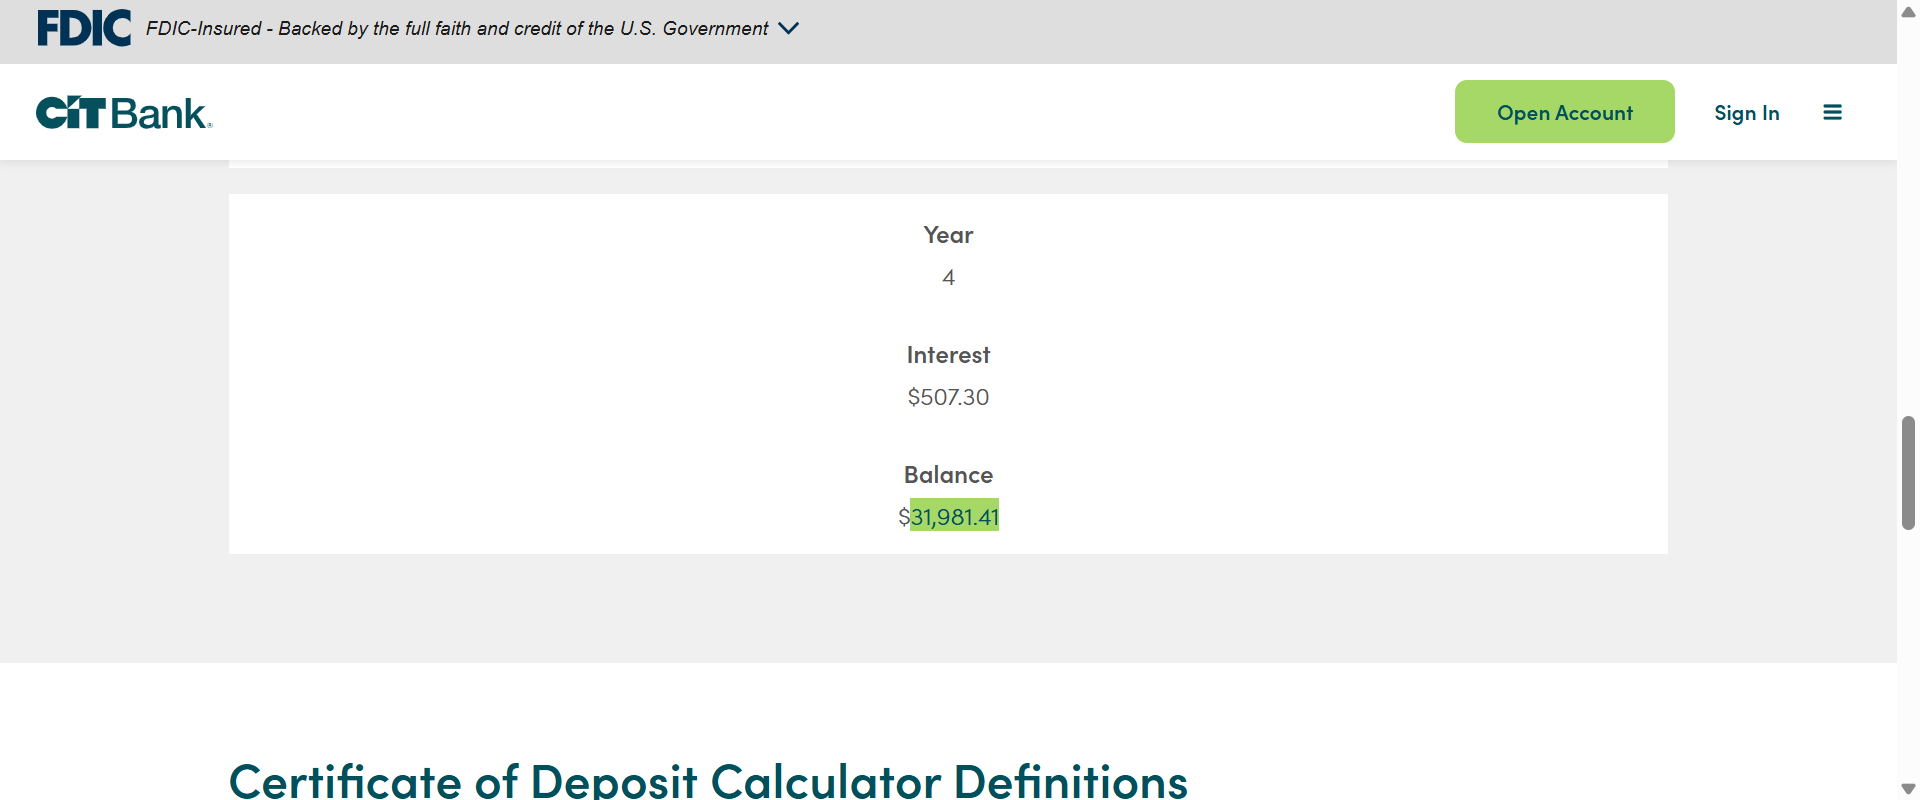 FDIC FDIC-Insured - Backed by the full faith and credit of the U.S. Government
CIT Bank®
Open Account
Sign In
Year
4
Interest
$507.30
Balance
$31,981.41
Certificate of Deposit Calculator Definitions